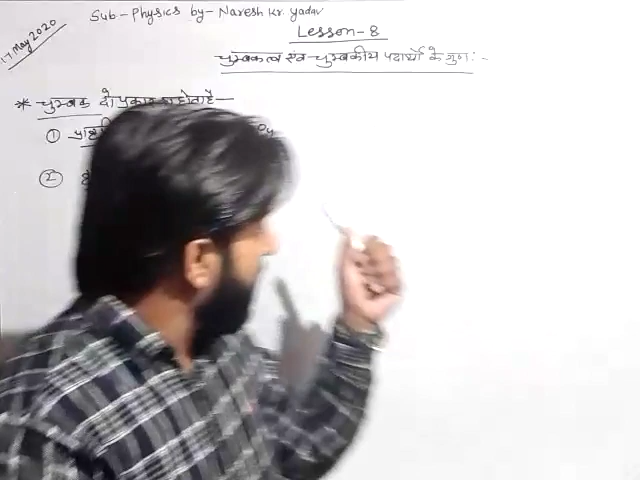 17 May 2020
Sub-Physics by- Naresh Kr. Yadav
Lesson-8
चुम्बकत्व एवं चुम्बकीय पदार्थों के गुण :-
* चुम्बक दो प्रकार का होता है—
①
②